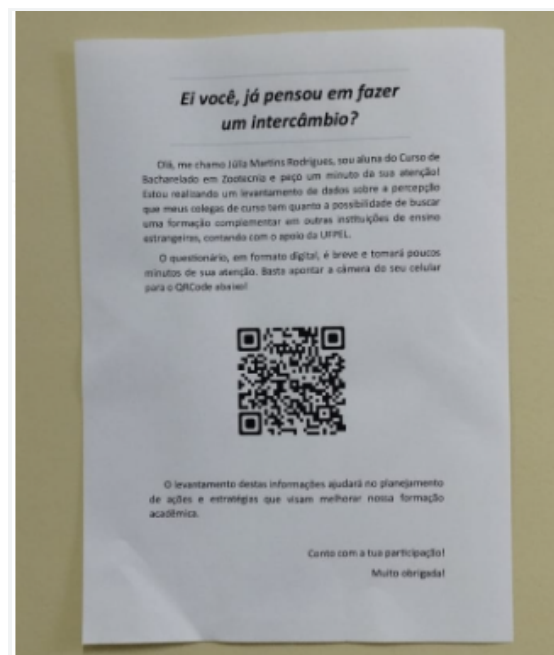 Ei você, já pensou em fazer
um intercâmbio?
Olá, me chamo Júlia Martins Rodrigues, sou aluna do Curso de
Bacharelado em Zootecnia e peço um minuto da sua atenção!
Estou realizando um levantamento de dados sobre a percepção
que meus colegas de curso tem quanto a possibilidade de buscar
uma formação complementar em outras instituições de ensino
estrangeiras, contando com o apoio da UFPEL.
O questionário, em formato digital, é breve e tomará poucos
minutos de sua atenção. Basta apontar a câmera do seu celular
para o QRCode abaixo!
O levantamento destas informações ajudará no planejamento
de ações e estratégias que visam melhorar nossa formação
acadêmica.
Conto com a tua participação!
Muito obrigada!